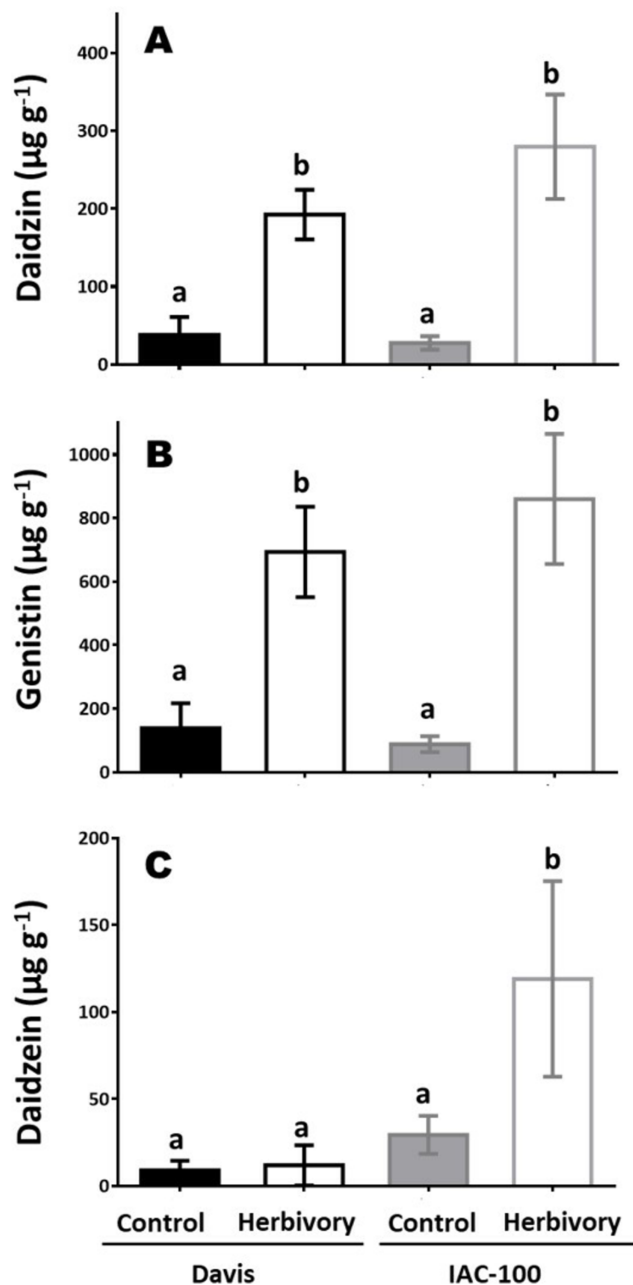 A
Daidzin (µg g-1)
400
300
200
100
0
a
b
a
b
B
Genistin (µg g-1)
1000
800
600
400
200
0
a
b
a
b
C
Daidzein (µg g-1)
200
150
100
50
0
a
a
a
b
Control Herbivory Control Herbivory
Davis IAC-100